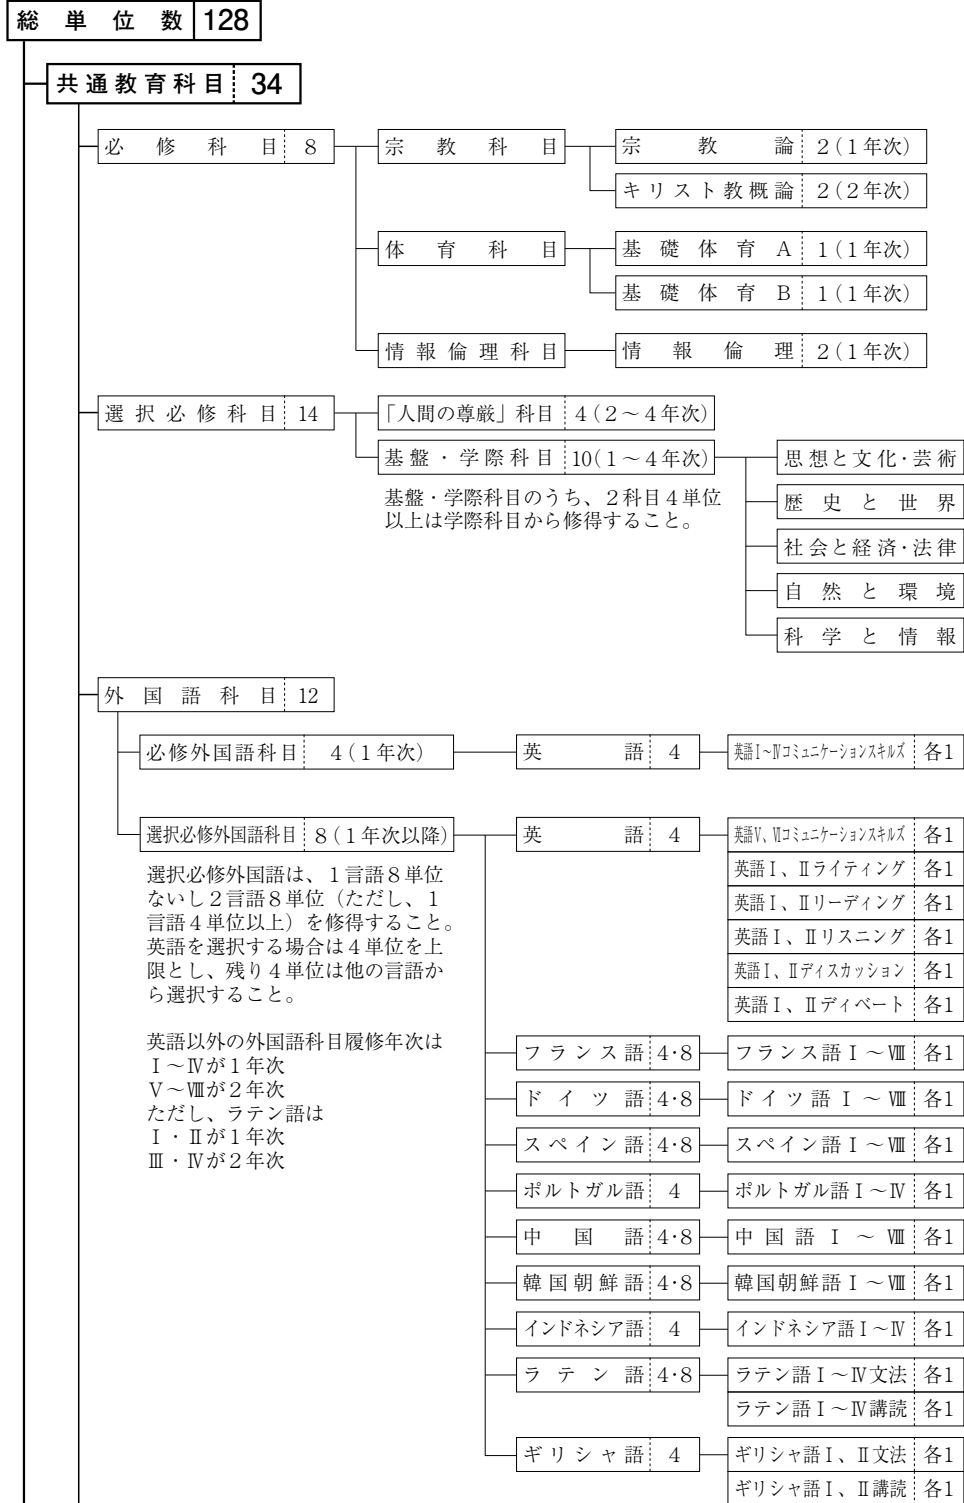 総単位数 128
共通教育科目 34
必修科目 8 宗教科目 宗教論 2(1年次)
キリスト教概論 2(2年次)
体育科目 基礎体育A 1(1年次)
基礎体育B 1(1年次)
情報倫理科目 情報倫理 2(1年次)
選択必修科目 14 「人間の尊厳」科目 4(2〜4年次)
基盤・学際科目 10(1〜4年次) 思想と文化・芸術
基盤・学際科目のうち、2科目4単位
以上は学際科目から修得すること。
歴史と世界
社会と経済・法律
自然と環境
科学と情報
外国語科目 12
必修外国語科目 4(1年次) 英語 4 英語Ⅰ〜Ⅳコミュニケーションスキルズ 各1
選択必修外国語科目 8(1年次以降) 英語 4 英語Ⅴ、Ⅵコミュニケーションスキルズ 各1
英語Ⅰ、Ⅱライティング 各1
英語Ⅰ、Ⅱリーディング 各1
英語Ⅰ、Ⅱリスニング 各1
英語Ⅰ、Ⅱディスカッション 各1
英語Ⅰ、Ⅱディベート 各1
選択必修外国語は、1言語8単位
ないし2言語8単位（ただし、1
言語4単位以上）を修得すること。
英語を選択する場合は4単位を上
限とし、残り4単位は他の言語か
ら選択すること。
英語以外の外国語科目履修年次は
Ⅰ〜Ⅳが1年次
Ⅴ〜Ⅷが2年次
ただし、ラテン語は
Ⅰ・Ⅱが1年次
Ⅲ・Ⅳが2年次
フランス語 4・8 フランス語Ⅰ〜Ⅷ 各1
ドイツ語 4・8 ドイツ語Ⅰ〜Ⅷ 各1
スペイン語 4・8 スペイン語Ⅰ〜Ⅷ 各1
ポルトガル語 4 ポルトガル語Ⅰ〜Ⅳ 各1
中国語 4・8 中国語Ⅰ〜Ⅷ 各1
韓国朝鮮語 4・8 韓国朝鮮語Ⅰ〜Ⅷ 各1
インドネシア語 4 インドネシア語Ⅰ〜Ⅳ 各1
ラテン語 4・8 ラテン語Ⅰ〜Ⅳ文法 各1
ラテン語Ⅰ〜Ⅳ講読 各1
ギリシャ語 4 ギリシャ語Ⅰ、Ⅱ文法 各1
ギリシャ語Ⅰ、Ⅱ講読 各1